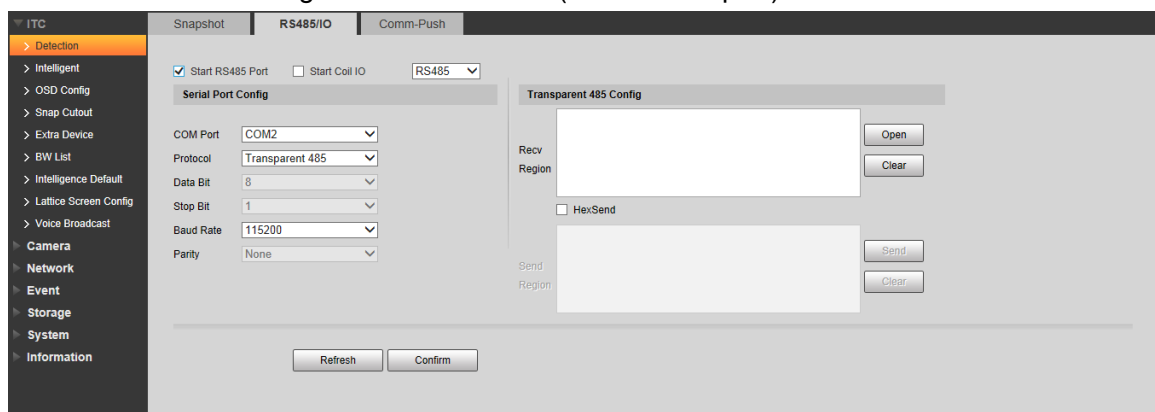 ITC
Snapshot RS485/IO Comm-Push
Detection
Intelligent
OSD Config
Snap Cutout
Extra Device
BW List
Intelligence Default
Lattice Screen Config
Voice Broadcast
Camera
Network
Event
Storage
System
Information
Start RS485 Port Start Coil IO RS485
Serial Port Config
COM Port COM2
Protocol Transparent 485
Data Bit 8
Stop Bit 1
Baud Rate 115200
Parity None
Transparent 485 Config
Recv
Region
Open
Clear
HexSend
Send
Region
Send
Clear
Refresh Confirm